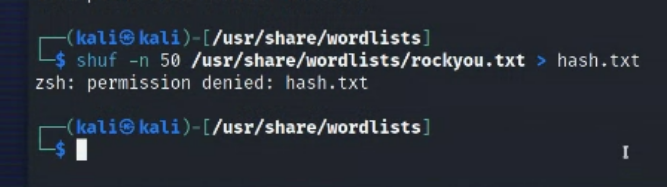 ┌──(kali㉿kali)-[/usr/share/wordlists]
└─$ shuf -n 50 /usr/share/wordlists/rockyou.txt > hash.txt
zsh: permission denied: hash.txt
┌──(kali㉿kali)-[/usr/share/wordlists]
└─$